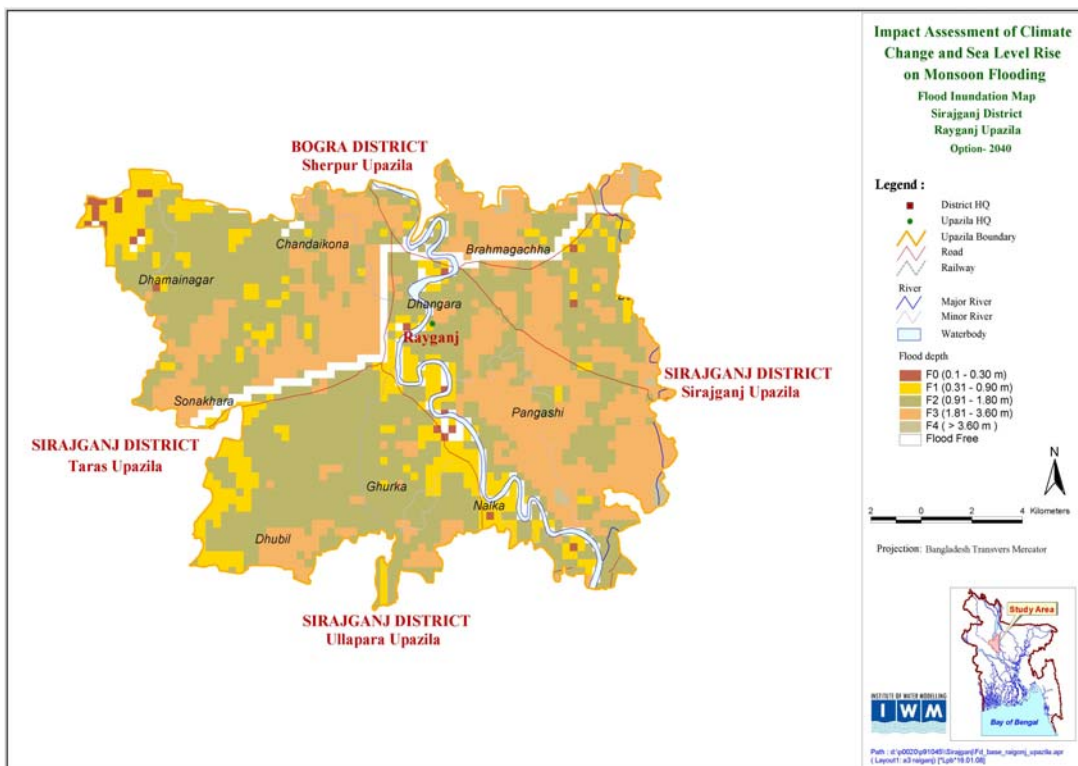 Impact Assessment of Climate
Change and Sea Level Rise
on Monsoon Flooding
Flood Inundation Map
Sirajganj District
Rayganj Upazila
Option- 2040
BOGRA DISTRICT
Sherpur Upazila
Chandaikona
Brahmagachha
Dhamainagar
Dhangara
Rayganj
SIRAJGANJ DISTRICT
Sirajganj Upazila
Sonakhara
Pangashi
SIRAJGANJ DISTRICT
Taras Upazila
Ghurka
Nalka
Dhubil
SIRAJGANJ DISTRICT
Ullapara Upazila
Legend :
District HQ
Upazila HQ
Upazila Boundary
Road
Railway
River
Major River
Minor River
Waterbody
Flood depth
F0 (0.1 - 0.30 m)
F1 (0.31 - 0.90 m)
F2 (0.91 - 1.80 m)
F3 (1.81 - 3.60 m)
F4 ( > 3.60 m )
Flood Free
N
2 0 2 4 Kilometers
Projection: Bangladesh Transvers Mercator
Study Area
Bay of Bengal
INSTITUTE OF WATER MODELLING
I W M